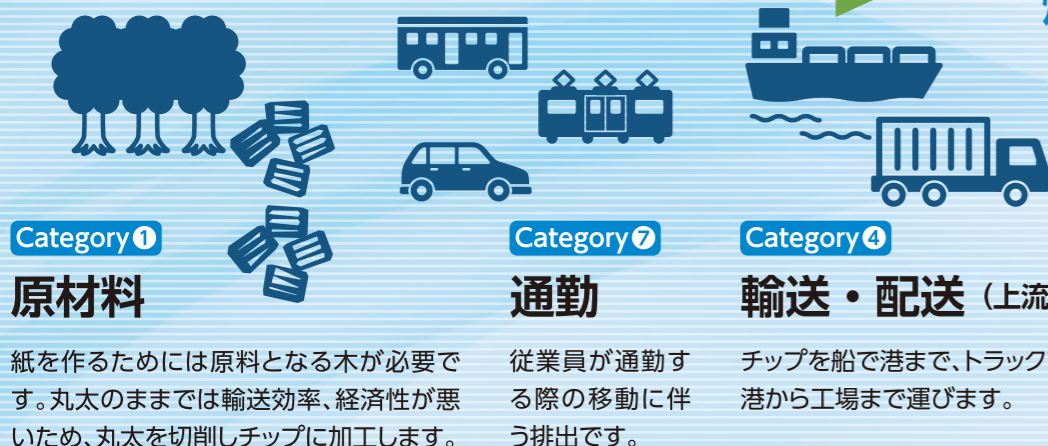 Category❶
原材料
紙を作るためには原料となる木が必要で
す。丸太のままでは輸送効率、経済性が悪
いため、丸太を切削しチップに加工します。
Category❼
通勤
従業員が通勤す
る際の移動に伴
う排出です。
Category❹
輸送・配送（上流
チップを船で港まで、トラック
港から工場まで運びます。